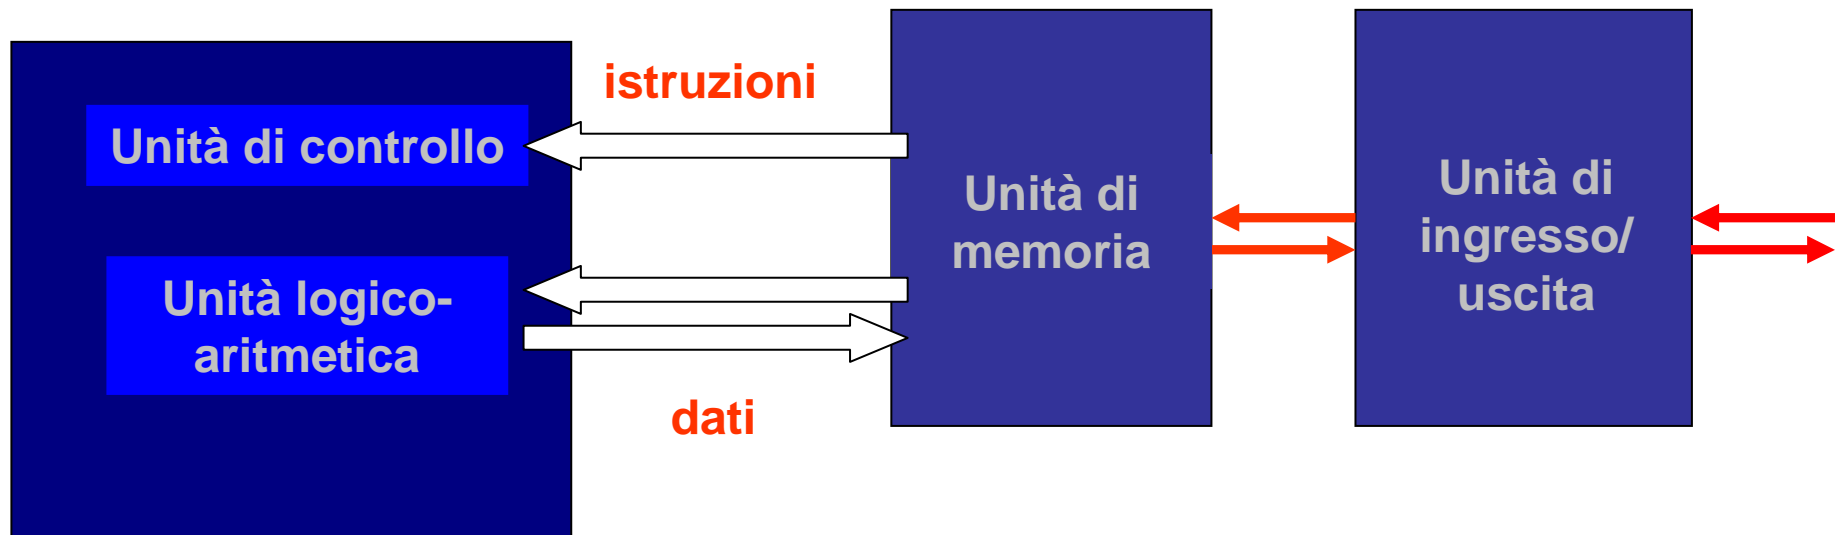 istruzioni
Unità di controllo
Unità logico-
aritmetica
dati
Unità di
memoria
Unità di
ingresso/
uscita